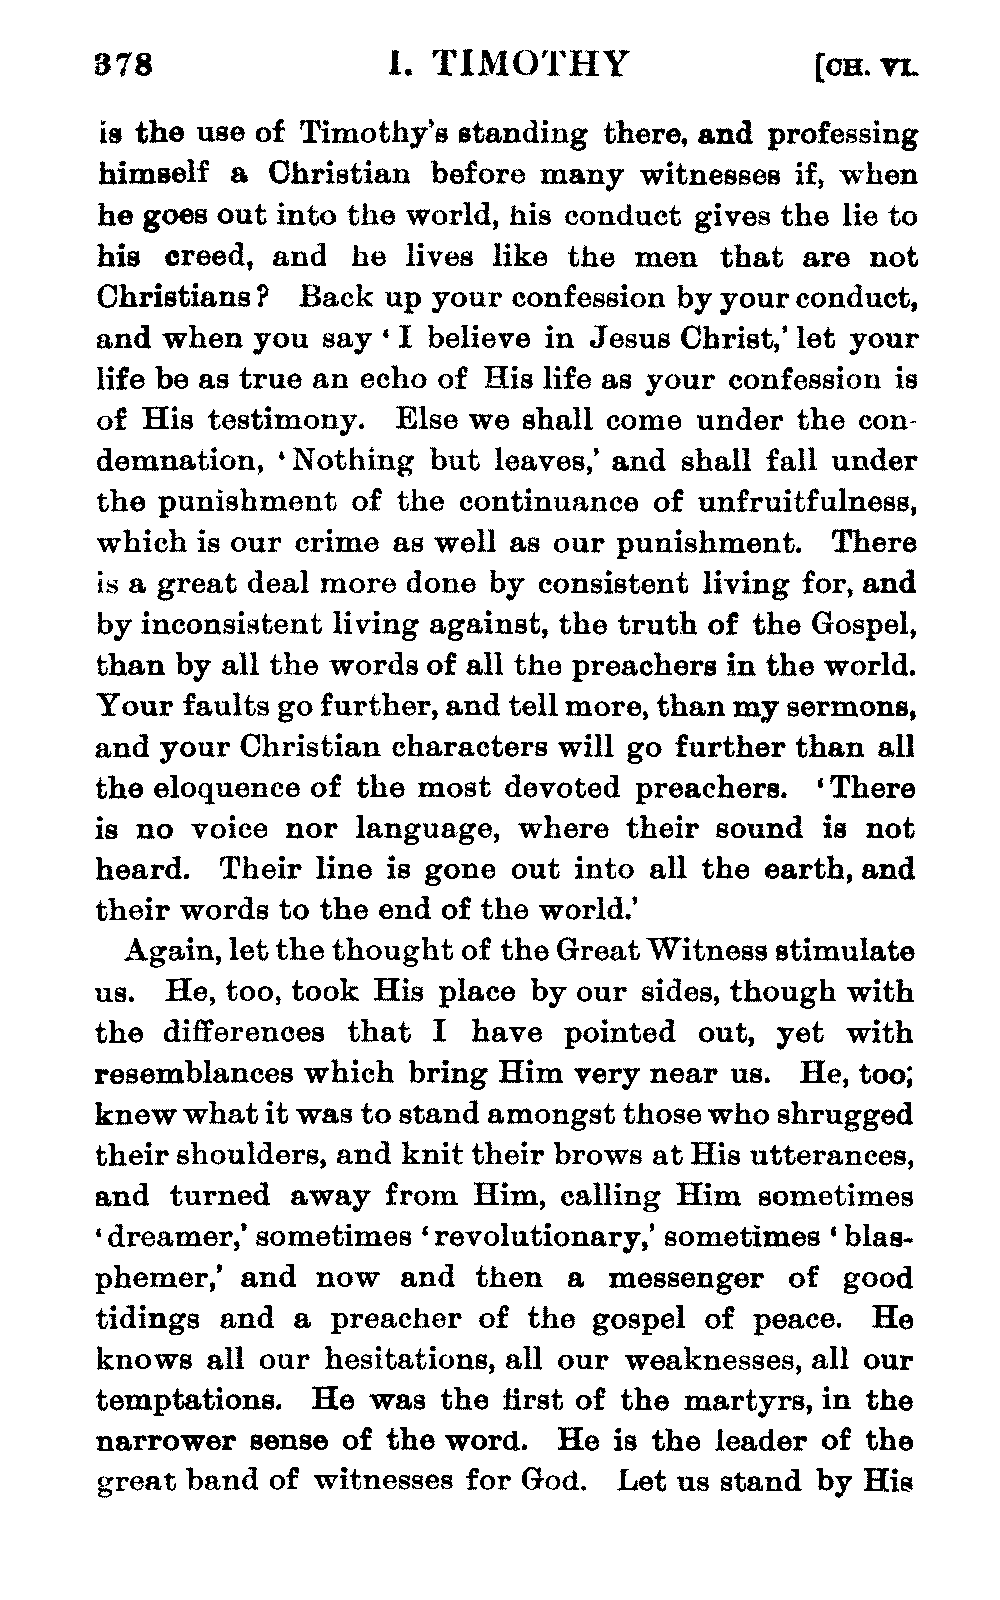 378 I. TIMOTHY [CH. VI.
is the use of Timothy's standing there, and professing
himself a Christian before many witnesses if, when
he goes out into the world, his conduct gives the lie to
his creed, and he lives like the men that are not
Christians? Back up your confession by your conduct,
and when you say 'I believe in Jesus Christ,' let your
life be as true an echo of His life as your confession is
of His testimony. Else we shall come under the con-
demnation, 'Nothing but leaves,' and shall fall under
the punishment of the continuance of unfruitfulness,
which is our crime as well as our punishment. There
is a great deal more done by consistent living for, and
by inconsistent living against, the truth of the Gospel,
than by all the words of all the preachers in the world.
Your faults go further, and tell more, than my sermons,
and your Christian characters will go further than all
the eloquence of the most devoted preachers. 'There
is no voice nor language, where their sound is not
heard. Their line is gone out into all the earth, and
their words to the end of the world.'
Again, let the thought of the Great Witness stimulate
us. He, too, took His place by our sides, though with
the differences that I have pointed out, yet with
resemblances which bring Him very near us. He, too;
knew what it was to stand amongst those who shrugged
their shoulders, and knit their brows at His utterances,
and turned away from Him, calling Him sometimes
'dreamer,' sometimes 'revolutionary,' sometimes 'blas-
phemer,' and now and then a messenger of good
tidings and a preacher of the gospel of peace. He
knows all our hesitations, all our weaknesses, all our
temptations. He was the first of the martyrs, in the
narrower sense of the word. He is the leader of the
great band of witnesses for God. Let us stand by His